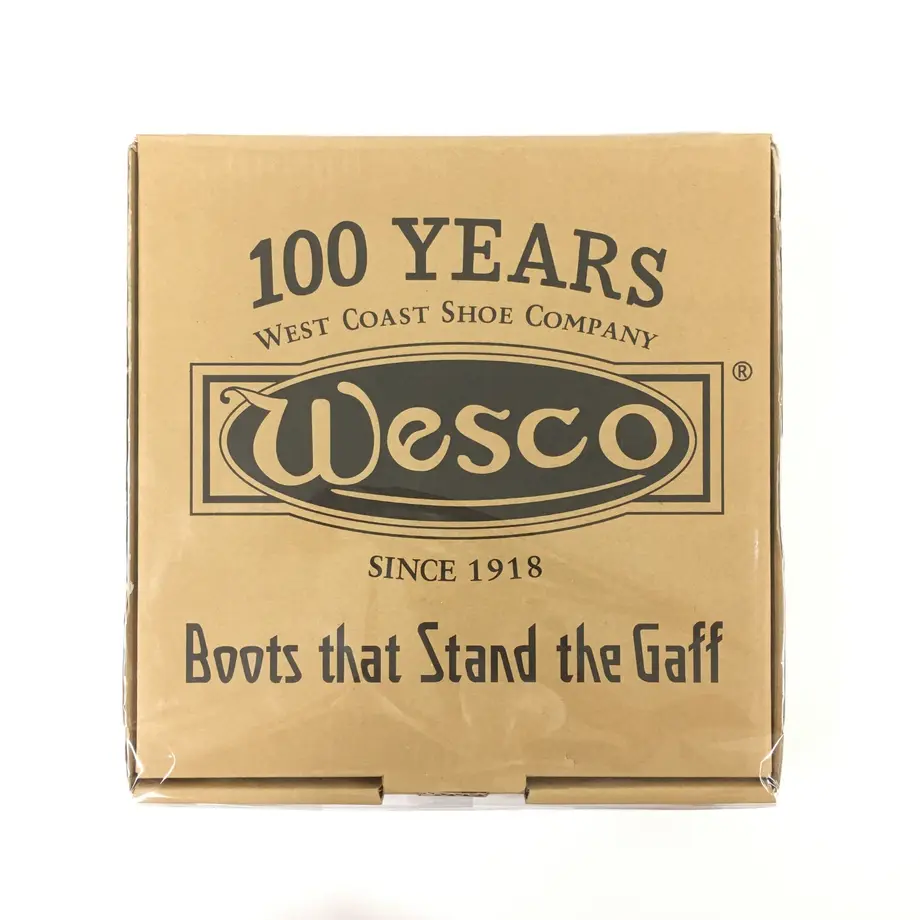 100 YEARS
WEST COAST SHOE COMPANY
Wesco ®
SINCE 1918
Boots that Stand the Gaff